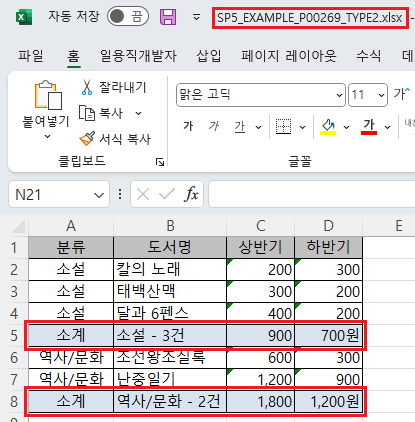 자동 저장 끔 SP5_EXAMPLE_P00269_TYPE2.xlsx -
파일 홈 일용직개발자 삽입 페이지 레이아웃 수식
붙여넣기
잘라내기
복사
서식 복사
클립보드
맑은 고딕 11
가 가 가 가 가
글꼴
N21 fx
A B C D E
1 분류 도서명 상반기 하반기
2 소설 칼의 노래 200 300
3 소설 태백산맥 300 200
4 소설 달과 6펜스 400 200
5 소계 소설 - 3건 900 700원
6 역사/문화 조선왕조실록 600 300
7 역사/문화 난중일기 1,200 900
8 소계 역사/문화 - 2건 1,800 1,200원